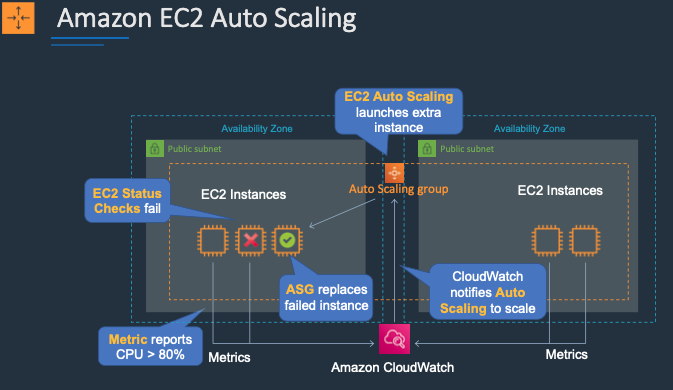 Amazon EC2 Auto Scaling
EC2 Auto Scaling
launches extra
instance
Availability Zone
Availability Zone
Public subnet
Public subnet
EC2 Status
Checks fail
EC2 Instances
Auto Scaling group
EC2 Instances
ASG replaces
failed instance
CloudWatch
notifies Auto
Scaling to scale
Metric reports
CPU > 80%
Metrics
Amazon CloudWatch
Metrics